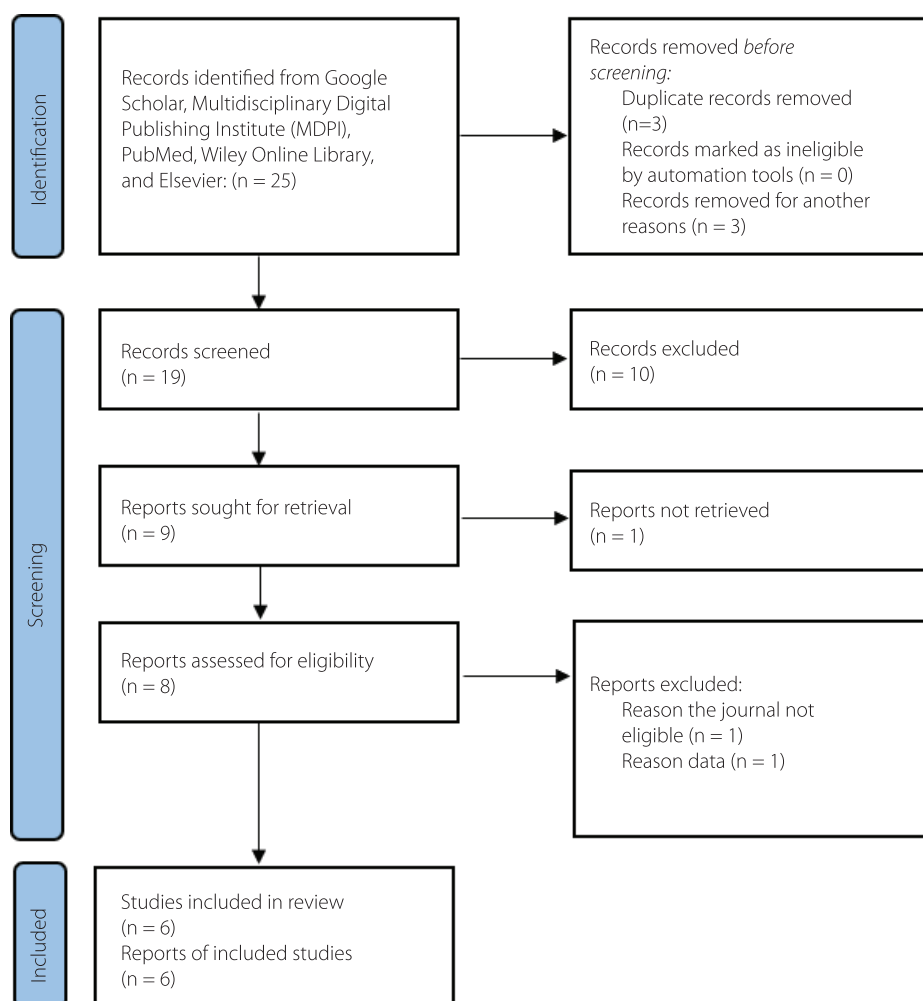 Identification
Records identified from Google
Scholar, Multidisciplinary Digital
Publishing Institute (MDPI),
PubMed, Wiley Online Library,
and Elsevier: (n = 25)
Records removed before
screening:
Duplicate records removed
(n=3)
Records marked as ineligible
by automation tools (n = 0)
Records removed for another
reasons (n = 3)
Screening
Records screened
(n = 19)
Records excluded
(n = 10)
Reports sought for retrieval
(n = 9)
Reports not retrieved
(n = 1)
Reports assessed for eligibility
(n = 8)
Reports excluded:
Reason the journal not
eligible (n = 1)
Reason data (n = 1)
Included
Studies included in review
(n = 6)
Reports of included studies
(n = 6)